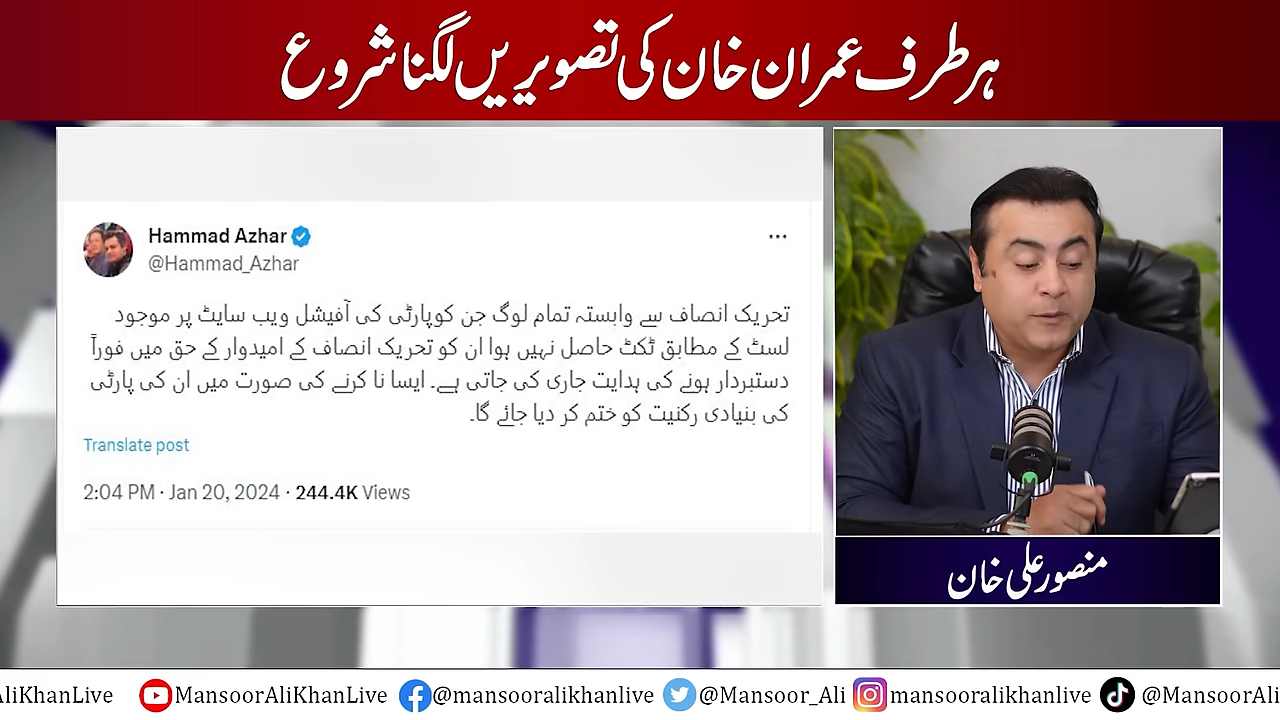 ہر طرف عمران خان کی تصویریں لگنا شروع
Hammad Azhar
@Hammad_Azhar
تحریک انصاف سے وابستہ تمام لوگ جن کوپارٹی کی آفیشل ویب سایٹ پر موجود
لسٹ کے مطابق ٹکٹ حاصل نہیں ہوا ان کو تحریک انصاف کے امیدوار کے حق میں فوراً
دستبردار ہونے کی ہدایت جاری کی جاتی ہے۔ ایسا نا کرنے کی صورت میں ان کی پارٹی
کی بنیادی رکنیت کو ختم کر دیا جائے گا۔
Translate post
2:04 PM · Jan 20, 2024 · 244.4K Views
منصور علی خان
AliKhanLive MansoorAliKhanLive @mansooralikhanlive @Mansoor_Ali mansooralikhanlive @MansoorAli